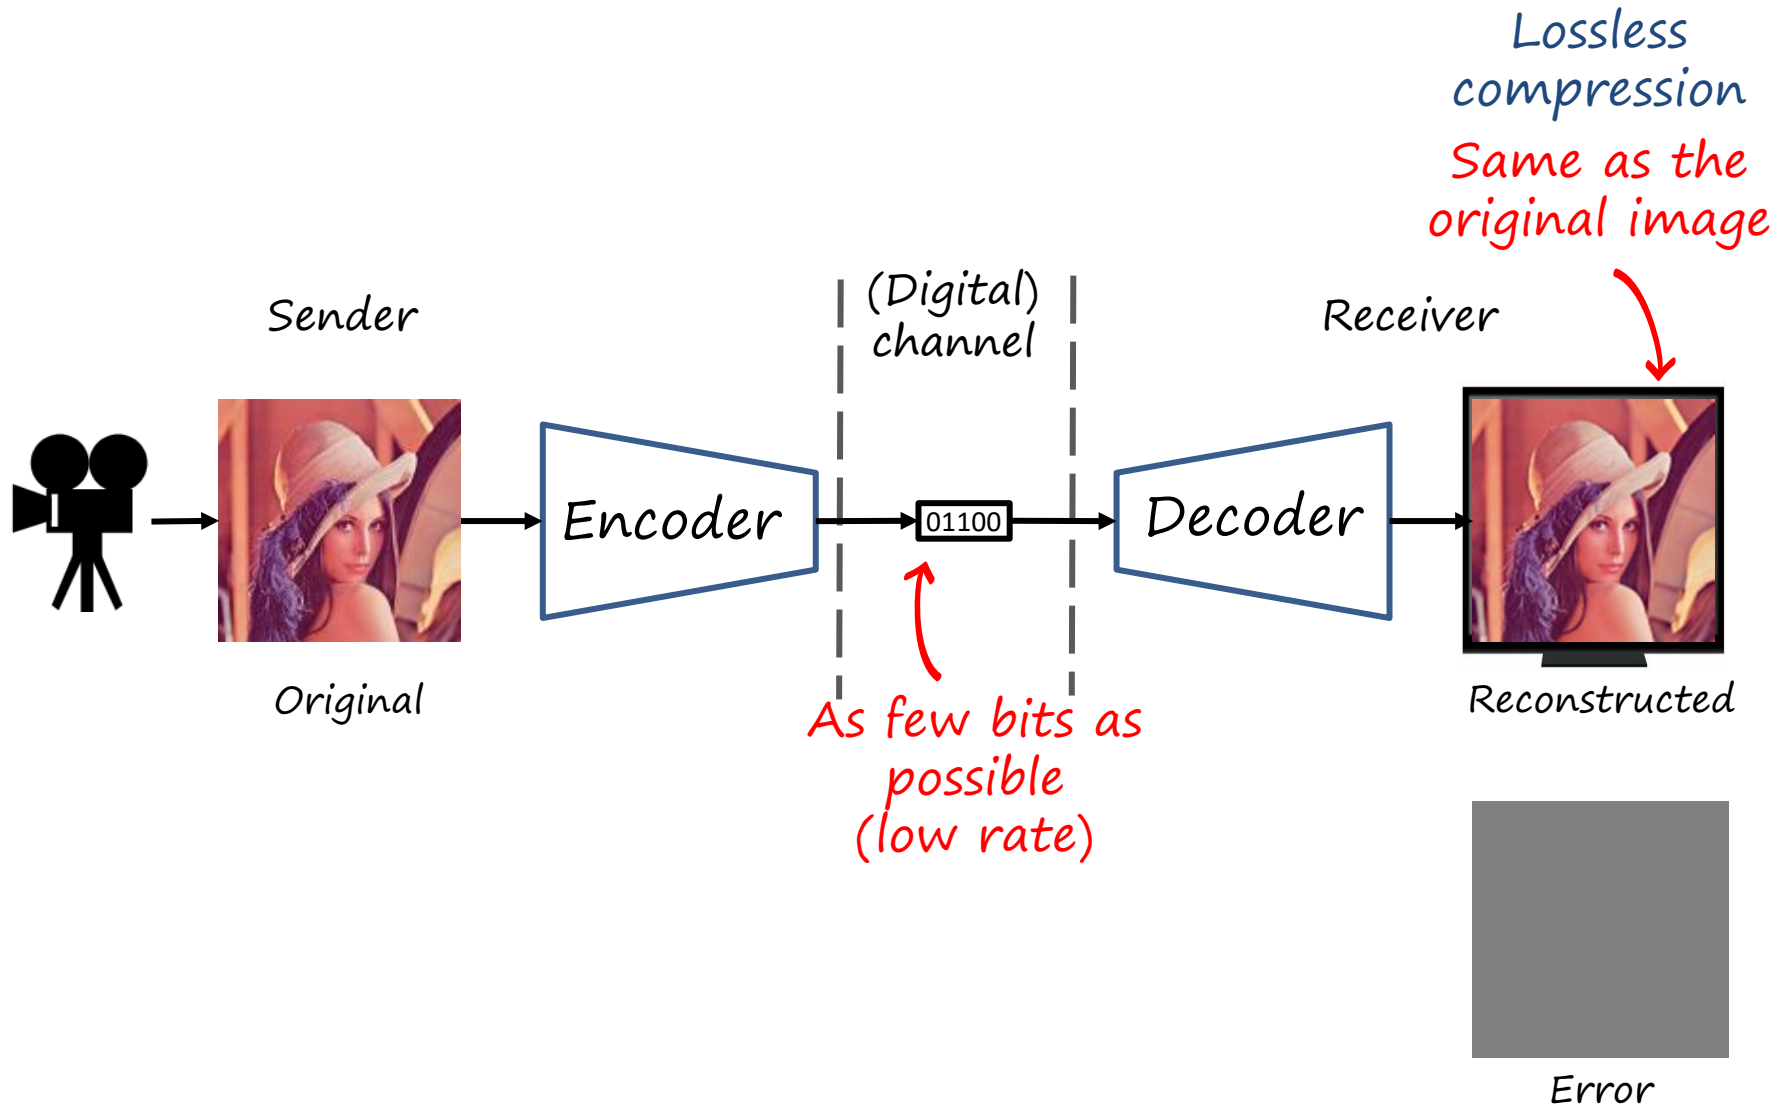 Lossless
compression
Same as the
original image
Sender
(Digital)
channel
Receiver
Encoder
01100
Decoder
Original
Reconstructed
As few bits as
possible
(low rate)
Error